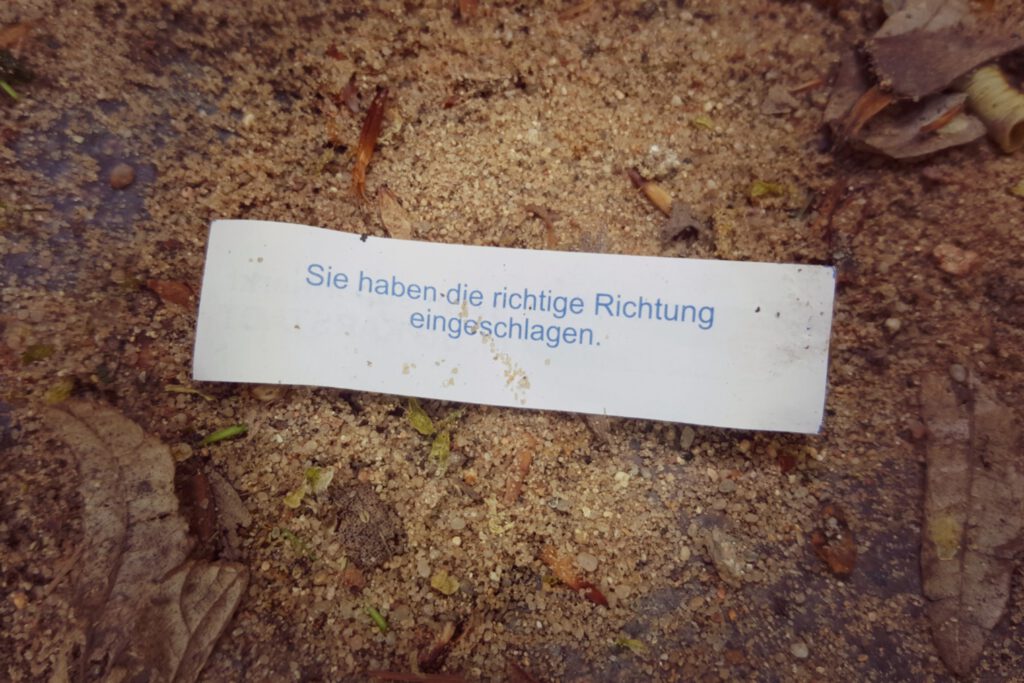 Sie haben die richtige Richtung
eingeschlagen.